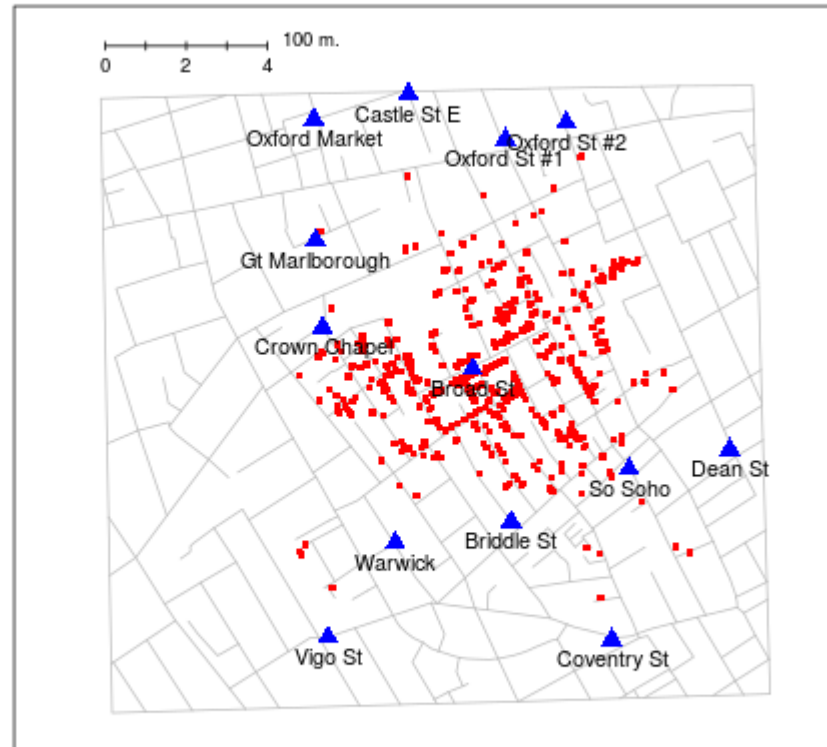 100 m.
0 2 4
Castle St E
Oxford Market
Oxford St #2
Oxford St #1
Gt Marlborough
Crown Chapel
Broad St
Dean St
So Soho
Briddle St
Warwick
Vigo St
Coventry St